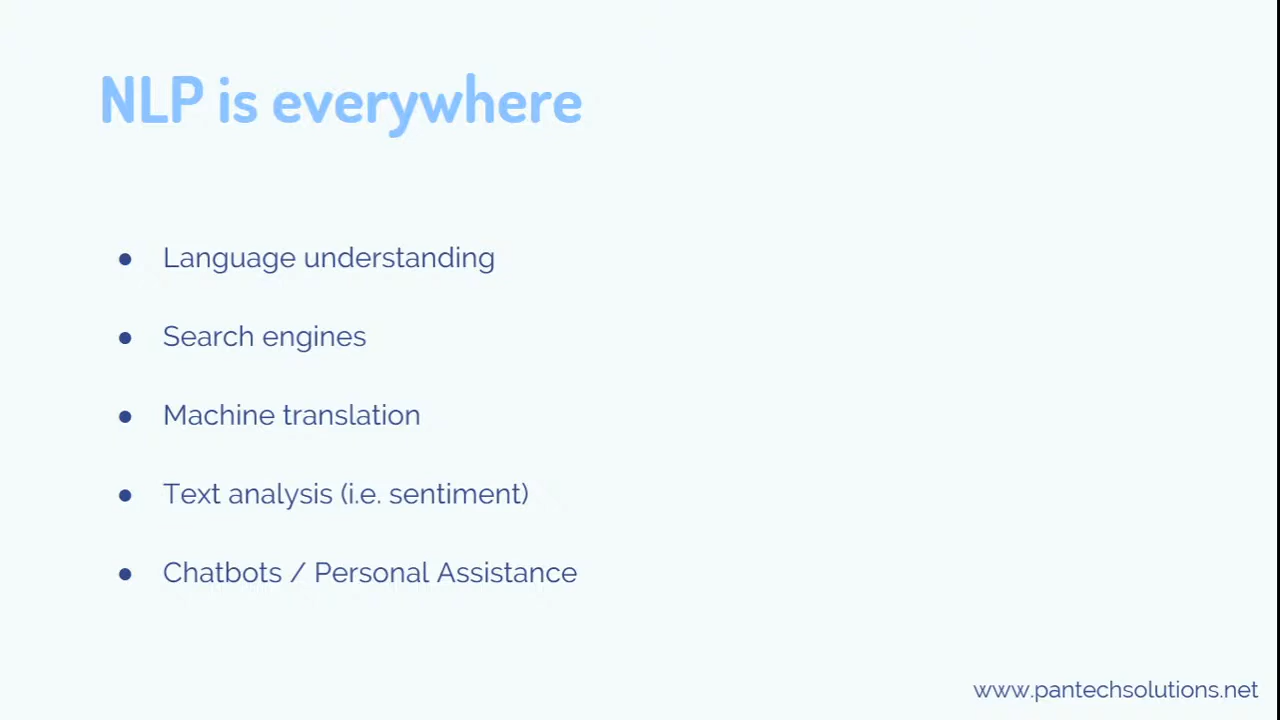 NLP is everywhere
● Language understanding
● Search engines
● Machine translation
● Text analysis (i.e. sentiment)
● Chatbots / Personal Assistance
www.pantechsolutions.net